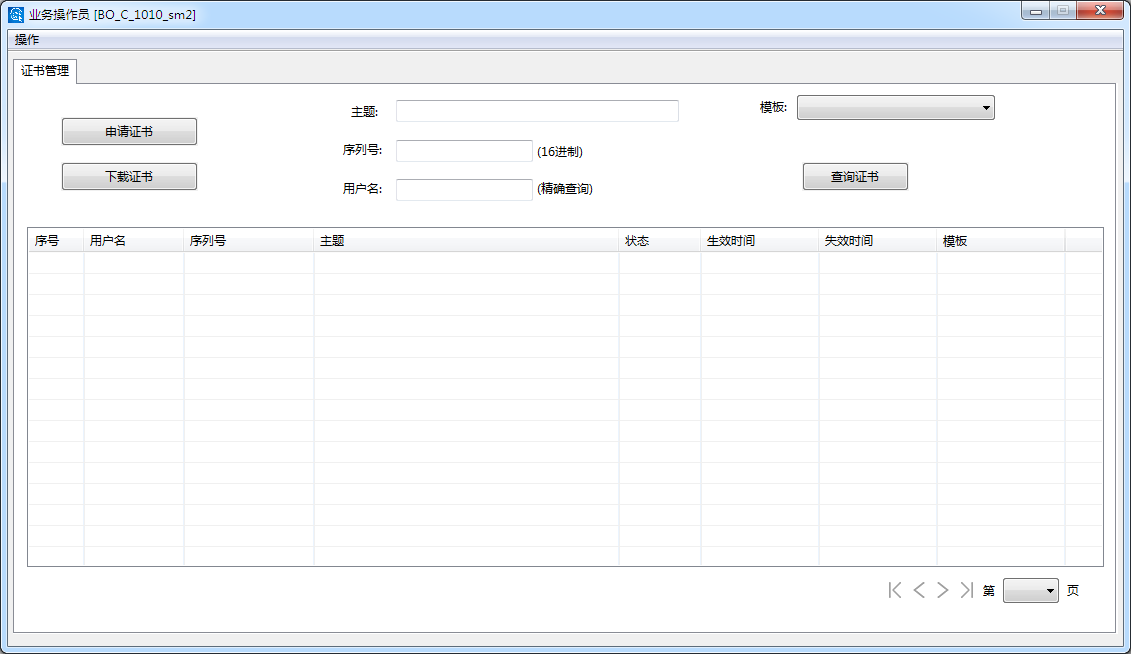 业务操作员 [BO_C_1010_sm2]
操作
证书管理
主题:
模板:
申请证书
序列号:
(16进制)
下载证书
用户名:
(精确查询)
查询证书
序号 用户名 序列号 主题 状态 生效时间 失效时间 模板
第 页